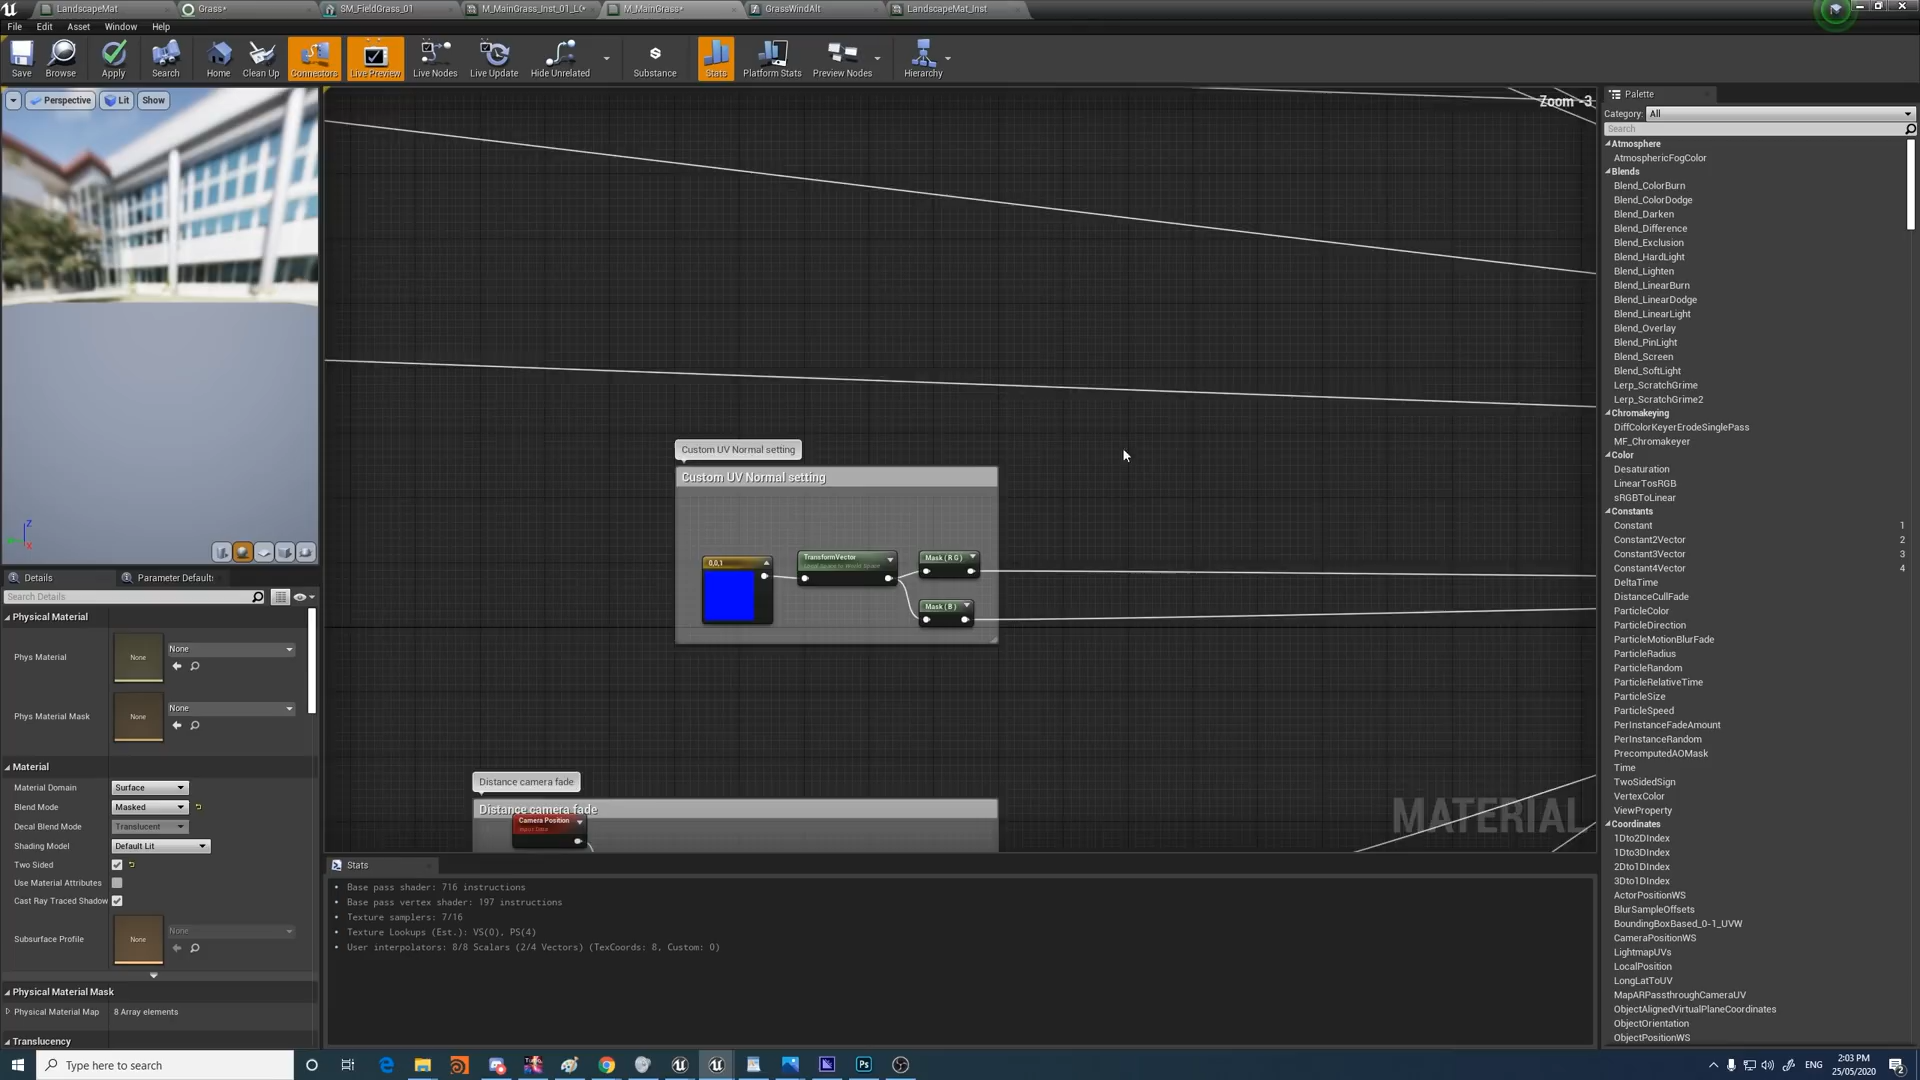 LandscapeMat
Grass*
SM_FieldGrass_01
M_MainGrass_Inst_01_L(*
M_MainGrass*
GrassWindAlt
LandscapeMat_Inst
File
Edit
Asset
Window
Help
Save
Browse
Apply
Search
Home
Clean Up
Connectors
Live Preview
Live Nodes
Live Update
Hide Unrelated
Substance
Stats
Platform Stats
Preview Nodes
Hierarchy
Perspective
Lit
Show
Zoom -3
Custom UV Normal setting
Custom UV Normal setting
0,0,1
TransformVector
Mask ( R G )
Mask ( B )
Distance camera fade
Distance camera fade
Camera Position
Input Data
MATERIAL
Z
X
Details
Parameter Defaults
Search Details
Physical Material
Phys Material
None
None
Phys Material Mask
None
None
Material
Material Domain
Surface
Blend Mode
Masked
Decal Blend Mode
Translucent
Shading Model
Default Lit
Two Sided
Use Material Attributes
Cast Ray Traced Shadow
Subsurface Profile
None
None
Physical Material Mask
Physical Material Map
8 Array elements
Translucency
Stats
Base pass shader: 716 instructions
Base pass vertex shader: 197 instructions
Texture samplers: 7/16
Texture Lookups (Est.): VS(0), PS(4)
User interpolators: 8/8 Scalars (2/4 Vectors) (TexCoords: 8, Custom: 0)
Palette
Category:
All
Search
Atmosphere
AtmosphericFogColor
Blends
Blend_ColorBurn
Blend_ColorDodge
Blend_Darken
Blend_Difference
Blend_Exclusion
Blend_HardLight
Blend_Lighten
Blend_LinearBurn
Blend_LinearDodge
Blend_LinearLight
Blend_Overlay
Blend_PinLight
Blend_Screen
Blend_SoftLight
Lerp_ScratchGrime
Lerp_ScratchGrime2
Chromakeying
DiffColorKeyerErodeSinglePass
MF_Chromakeyer
Color
Desaturation
LinearTosRGB
sRGBToLinear
Constants
Constant 1
Constant2Vector 2
Constant3Vector 3
Constant4Vector 4
DeltaTime
DistanceCullFade
ParticleColor
ParticleDirection
ParticleMotionBlurFade
ParticleRadius
ParticleRandom
ParticleRelativeTime
ParticleSize
ParticleSpeed
PerInstanceFadeAmount
PerInstanceRandom
PrecomputedAOMask
Time
TwoSidedSign
VertexColor
ViewProperty
Coordinates
1Dto2DIndex
1Dto3DIndex
2Dto1DIndex
3Dto1DIndex
ActorPositionWS
BlurSampleOffsets
BoundingBoxBased_0-1_UVW
CameraPositionWS
LightmapUVs
LocalPosition
LongLatToUV
MapARPassthroughCameraUV
ObjectAlignedVirtualPlaneCoordinates
ObjectOrientation
ObjectPositionWS
Type here to search
Ps
ENG
2:03 PM
25/05/2020
2